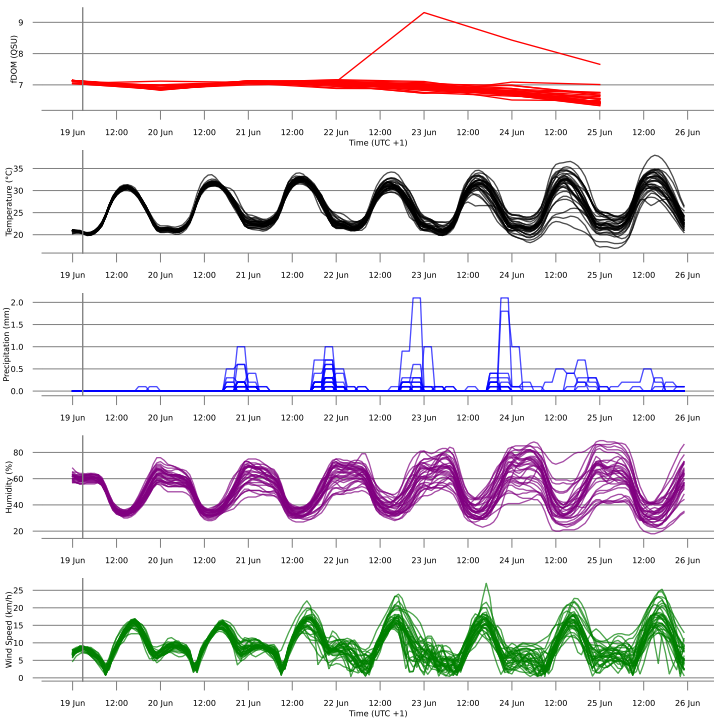 fDOM (QSU)
9
8
7
19 Jun 12:00 20 Jun 12:00 21 Jun 12:00 22 Jun 12:00 23 Jun 12:00 24 Jun 12:00 25 Jun 12:00 26 Jun
Time (UTC +1)
Temperature (°C)
35
30
25
20
19 Jun 12:00 20 Jun 12:00 21 Jun 12:00 22 Jun 12:00 23 Jun 12:00 24 Jun 12:00 25 Jun 12:00 26 Jun
Precipitation (mm)
2.0
1.5
1.0
0.5
0.0
19 Jun 12:00 20 Jun 12:00 21 Jun 12:00 22 Jun 12:00 23 Jun 12:00 24 Jun 12:00 25 Jun 12:00 26 Jun
Humidity (%)
80
60
40
20
19 Jun 12:00 20 Jun 12:00 21 Jun 12:00 22 Jun 12:00 23 Jun 12:00 24 Jun 12:00 25 Jun 12:00 26 Jun
Wind Speed (km/h)
25
20
15
10
5
0
19 Jun 12:00 20 Jun 12:00 21 Jun 12:00 22 Jun 12:00 23 Jun 12:00 24 Jun 12:00 25 Jun 12:00 26 Jun
Time (UTC +1)